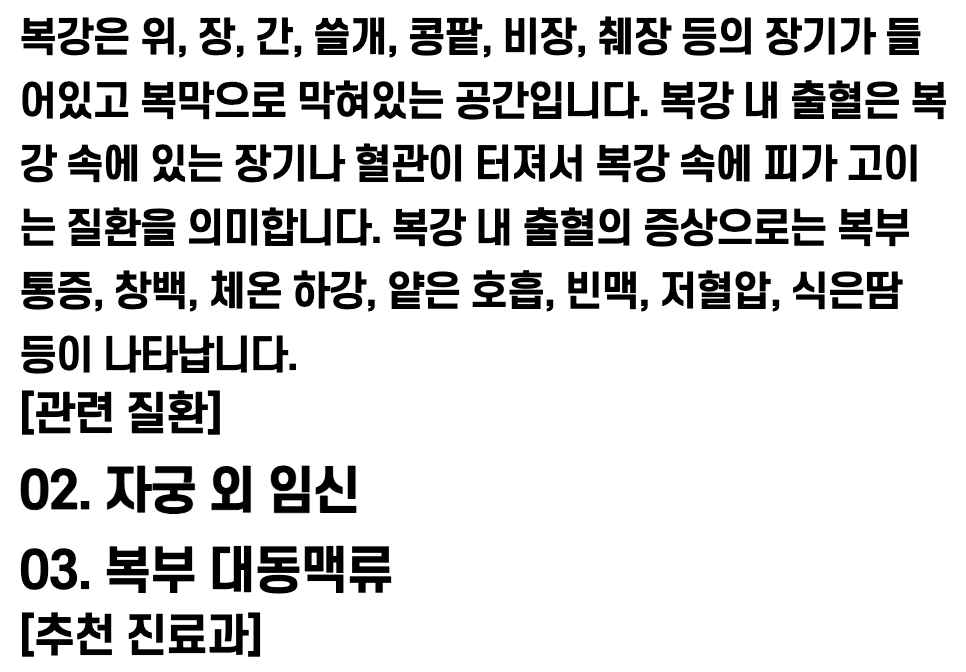 복강은 위, 장, 간, 쓸개, 콩팥, 비장, 췌장 등의 장기가 들
어있고 복막으로 막혀있는 공간입니다. 복강 내 출혈은 복
강 속에 있는 장기나 혈관이 터져서 복강 속에 피가 고이
는 질환을 의미합니다. 복강 내 출혈의 증상으로는 복부
통증, 창백, 체온 하강, 얕은 호흡, 빈맥, 저혈압, 식은땀
등이 나타납니다.
[관련 질환]
02. 자궁 외 임신
03. 복부 대동맥류
[추천 진료과]